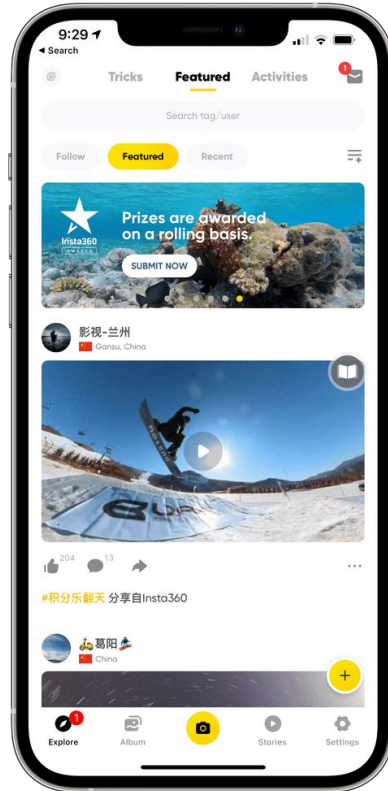 9:29
Search
Tricks Featured Activities
1
Search tag/user
Follow Featured Recent
Insta360
Prizes are awarded
on a rolling basis.
SUBMIT NOW
影视-兰州
Gansu, China
204 13
#积分乐翻天 分享自Insta360
葛阳
China
1
Explore Album Stories Settings